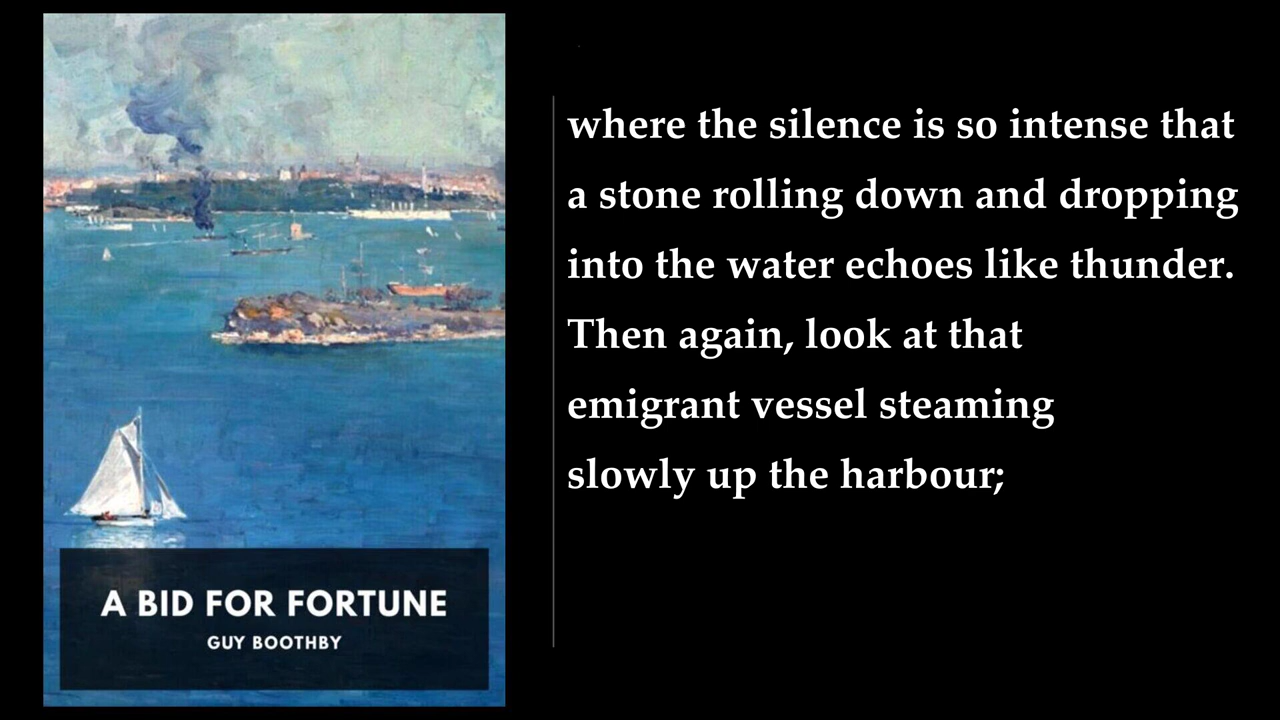 where the silence is so intense that
a stone rolling down and dropping
into the water echoes like thunder.
Then again, look at that
emigrant vessel steaming
slowly up the harbour;
A BID FOR FORTUNE
GUY BOOTHBY